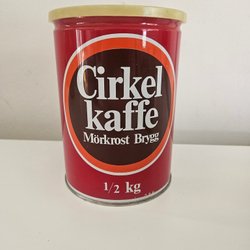 Cirkel
kaffe
Mörkrost Brygg
1/2 kg